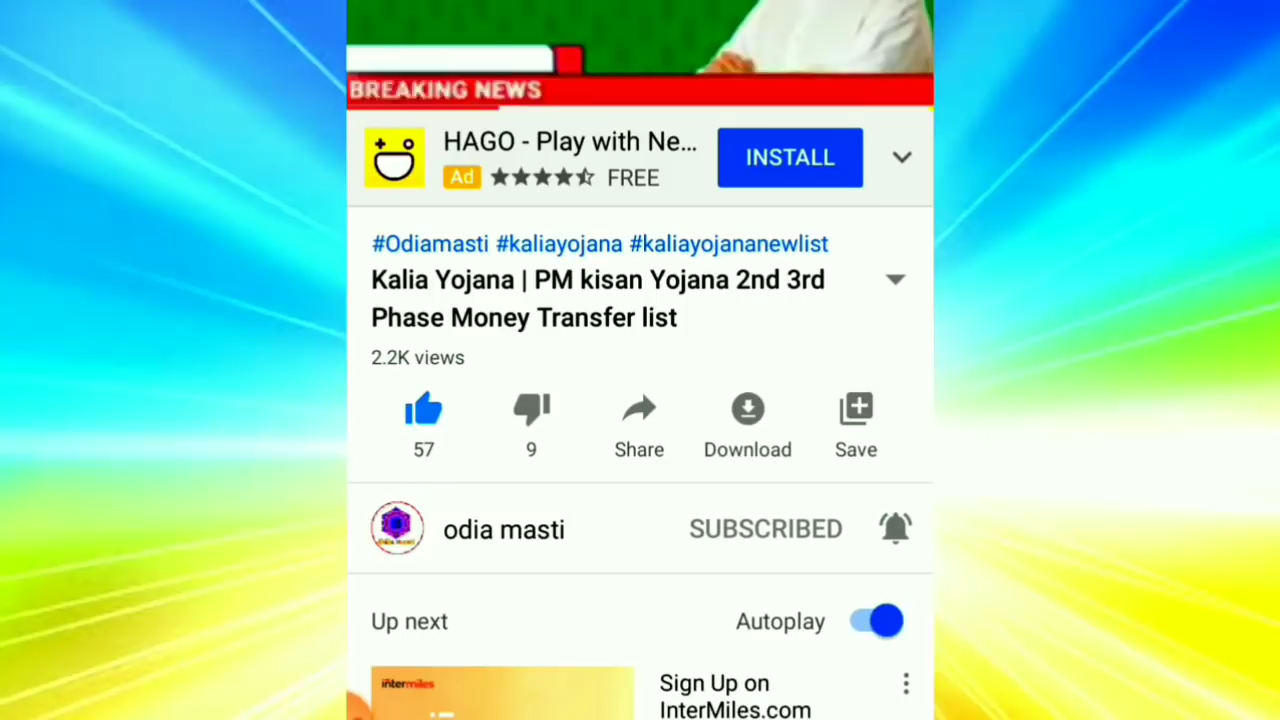 BREAKING NEWS
HAGO - Play with Ne...
Ad FREE
INSTALL
#Odiamasti #kaliayojana #kaliayojananewlist
Kalia Yojana | PM kisan Yojana 2nd 3rd
Phase Money Transfer list
2.2K views
57 9 Share Download Save
odia masti SUBSCRIBED
Up next Autoplay
intermiles
Sign Up on
InterMiles.com